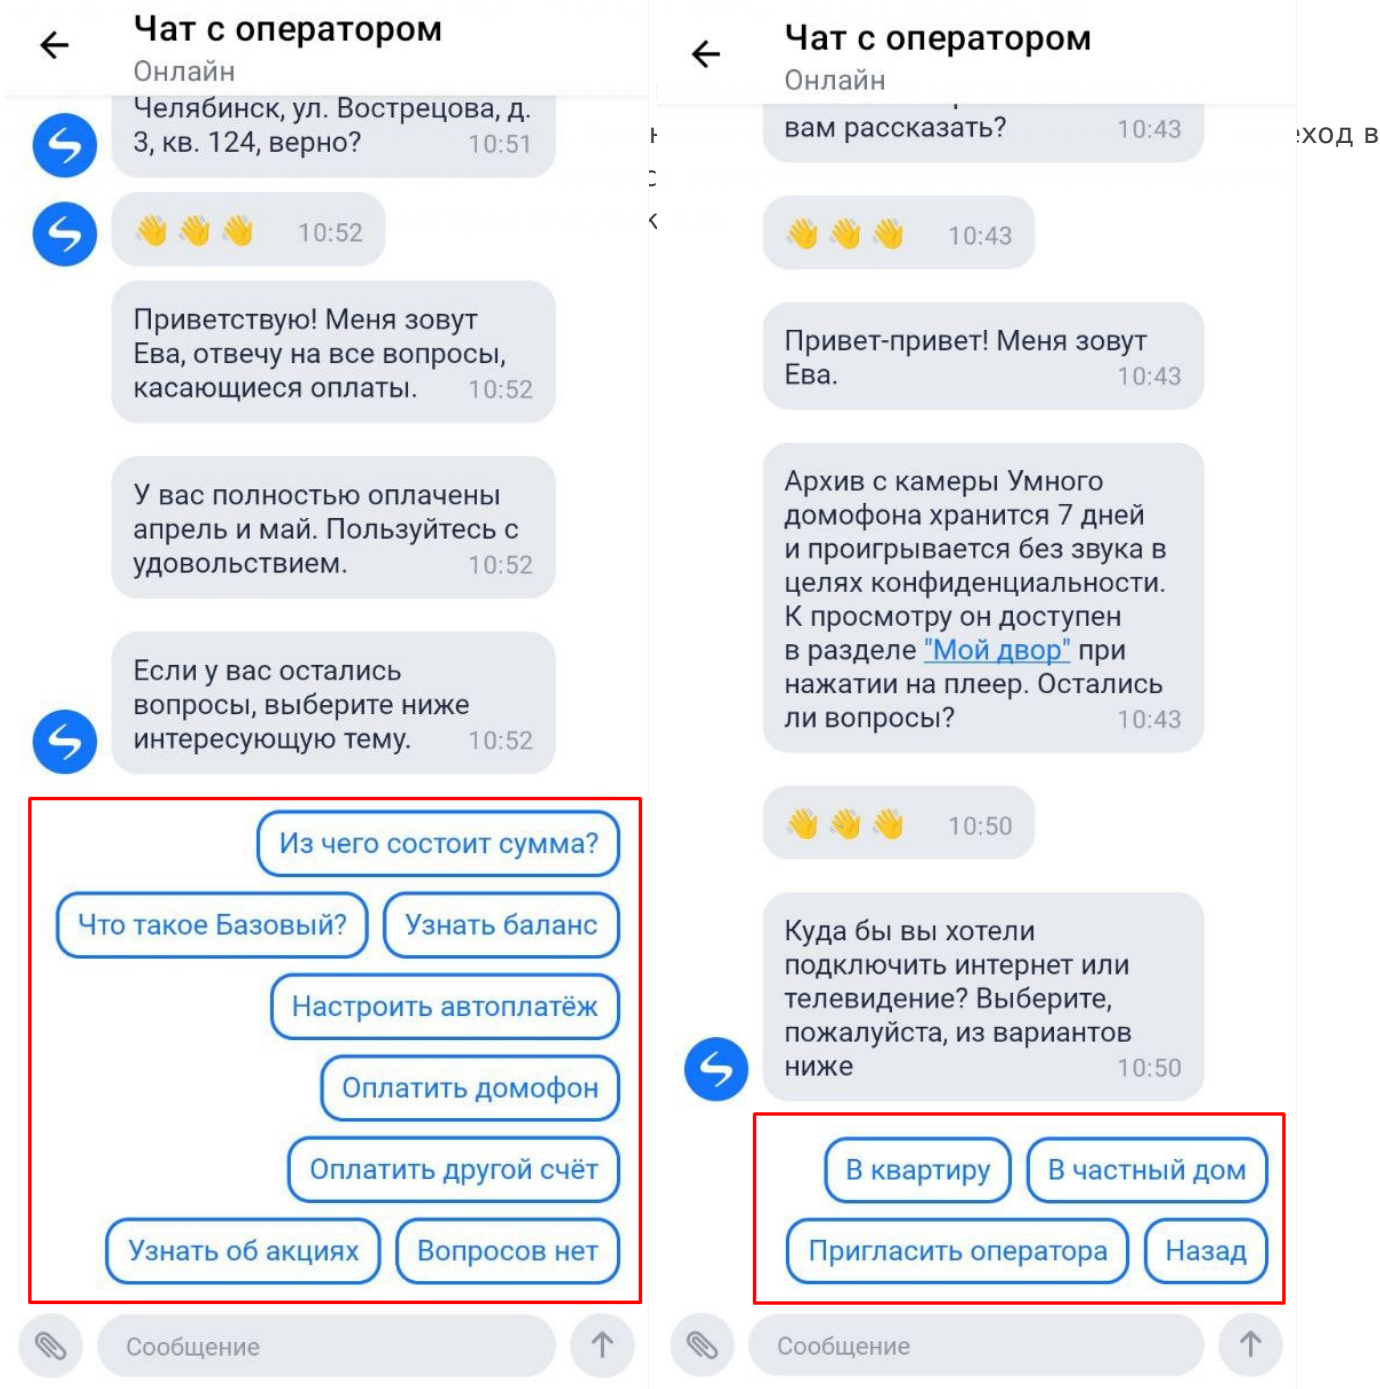 Чат с оператором
Онлайн
Челябинск, ул. Вострецова, д.
3, кв. 124, верно? 10:51
10:52
Приветствую! Меня зовут
Ева, отвечу на все вопросы,
касающиеся оплаты. 10:52
У вас полностью оплачены
апрель и май. Пользуйтесь с
удовольствием. 10:52
Если у вас остались
вопросы, выберите ниже
интересующую тему. 10:52
Из чего состоит сумма?
Что такое Базовый? Узнать баланс
Настроить автоплатёж
Оплатить домофон
Оплатить другой счёт
Узнать об акциях Вопросов нет
Сообщение
Чат с оператором
Онлайн
вам рассказать? 10:43
10:43
Привет-привет! Меня зовут
Ева. 10:43
Архив с камеры Умного
домофона хранится 7 дней
и проигрывается без звука в
целях конфиденциальности.
К просмотру он доступен
в разделе "Мой двор" при
нажатии на плеер. Остались
ли вопросы? 10:43
10:50
Куда бы вы хотели
подключить интернет или
телевидение? Выберите,
пожалуйста, из вариантов
ниже 10:50
В квартиру В частный дом
Пригласить оператора Назад
Сообщение
еход в